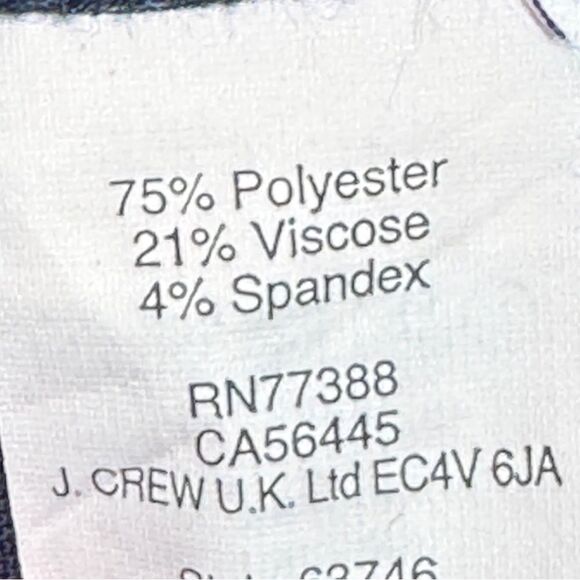 75% Polyester
21% Viscose
4% Spandex
RN77388
CA56445
J. CREW U.K. Ltd EC4V 6JA